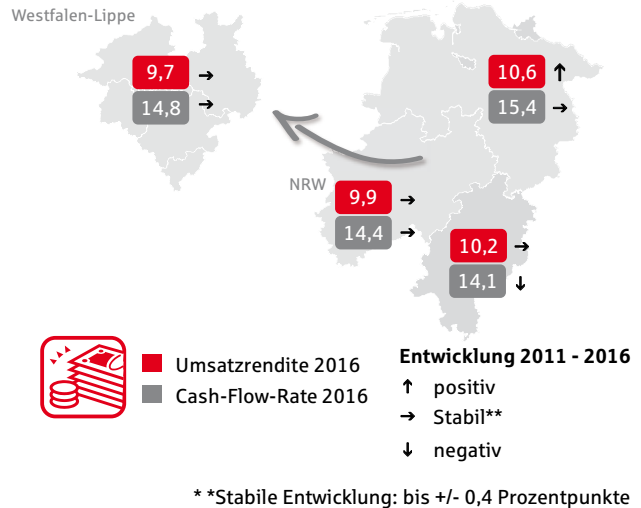 Westfalen-Lippe
9,7 →
14,8 →
10,6 ↑
15,4 →
NRW
9,9 →
14,4 →
10,2 →
14,1 ↓
Umsatzrendite 2016
Cash-Flow-Rate 2016
Entwicklung 2011 - 2016
↑ positiv
→ Stabil**
↓ negativ
* *Stabile Entwicklung: bis +/- 0,4 Prozentpunkte